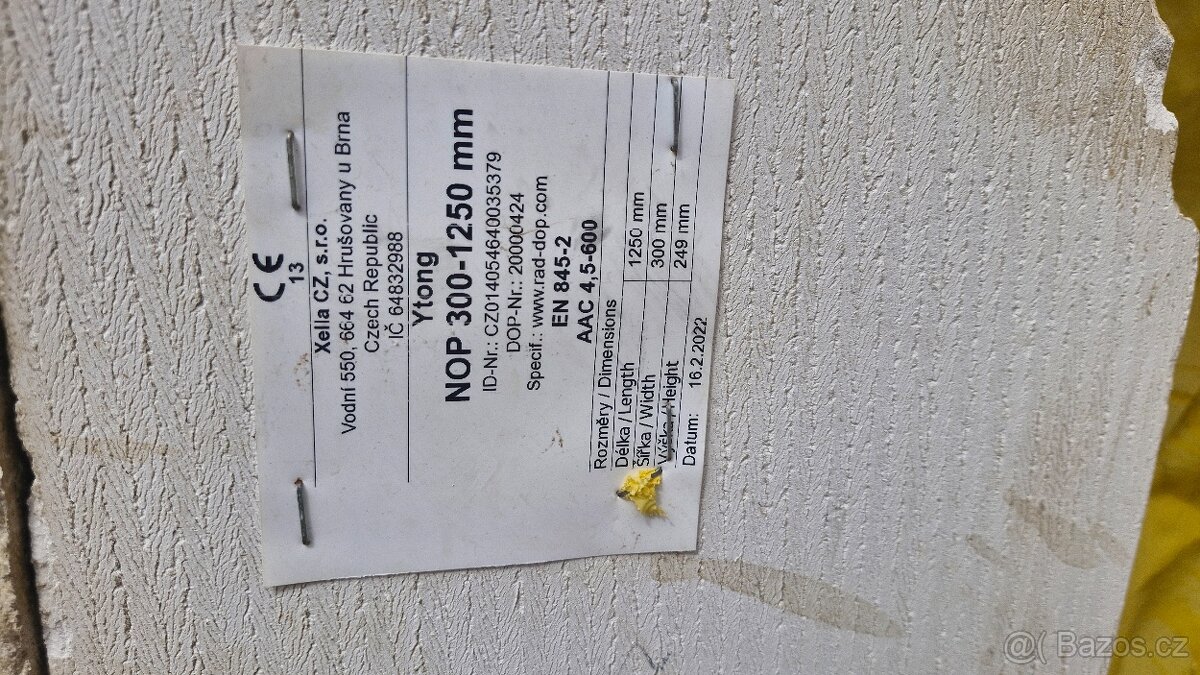 CE
13
Xella CZ, s.r.o.
Vodní 550, 664 62 Hrušovany u Brna
Czech Republic
IČ 64832988
Ytong
NOP 300-1250 mm
ID-Nr.: CZ014054640035379
DOP-Nr.: 20000424
Specif.: www.rad-dop.com
EN 845-2
AAC 4,5-600
Rozměry / Dimensions
Délka / Length 1250 mm
Šířka / Width 300 mm
Výška / Height 249 mm
Datum: 16.2.2022
@( Bazos.cz